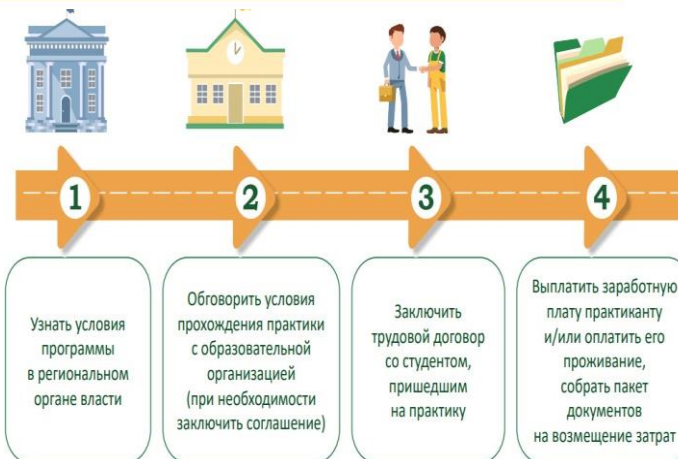 1
2
3
4
Узнать условия
программы
в региональном
органе власти
Обговорить условия
прохождения практики
с образовательной
организацией
(при необходимости
заключить соглашение)
Заключить
трудовой договор
со студентом,
пришедшим
на практику
Выплатить заработную
плату практиканту
и/или оплатить его
проживание,
собрать пакет
документов
на возмещение затрат